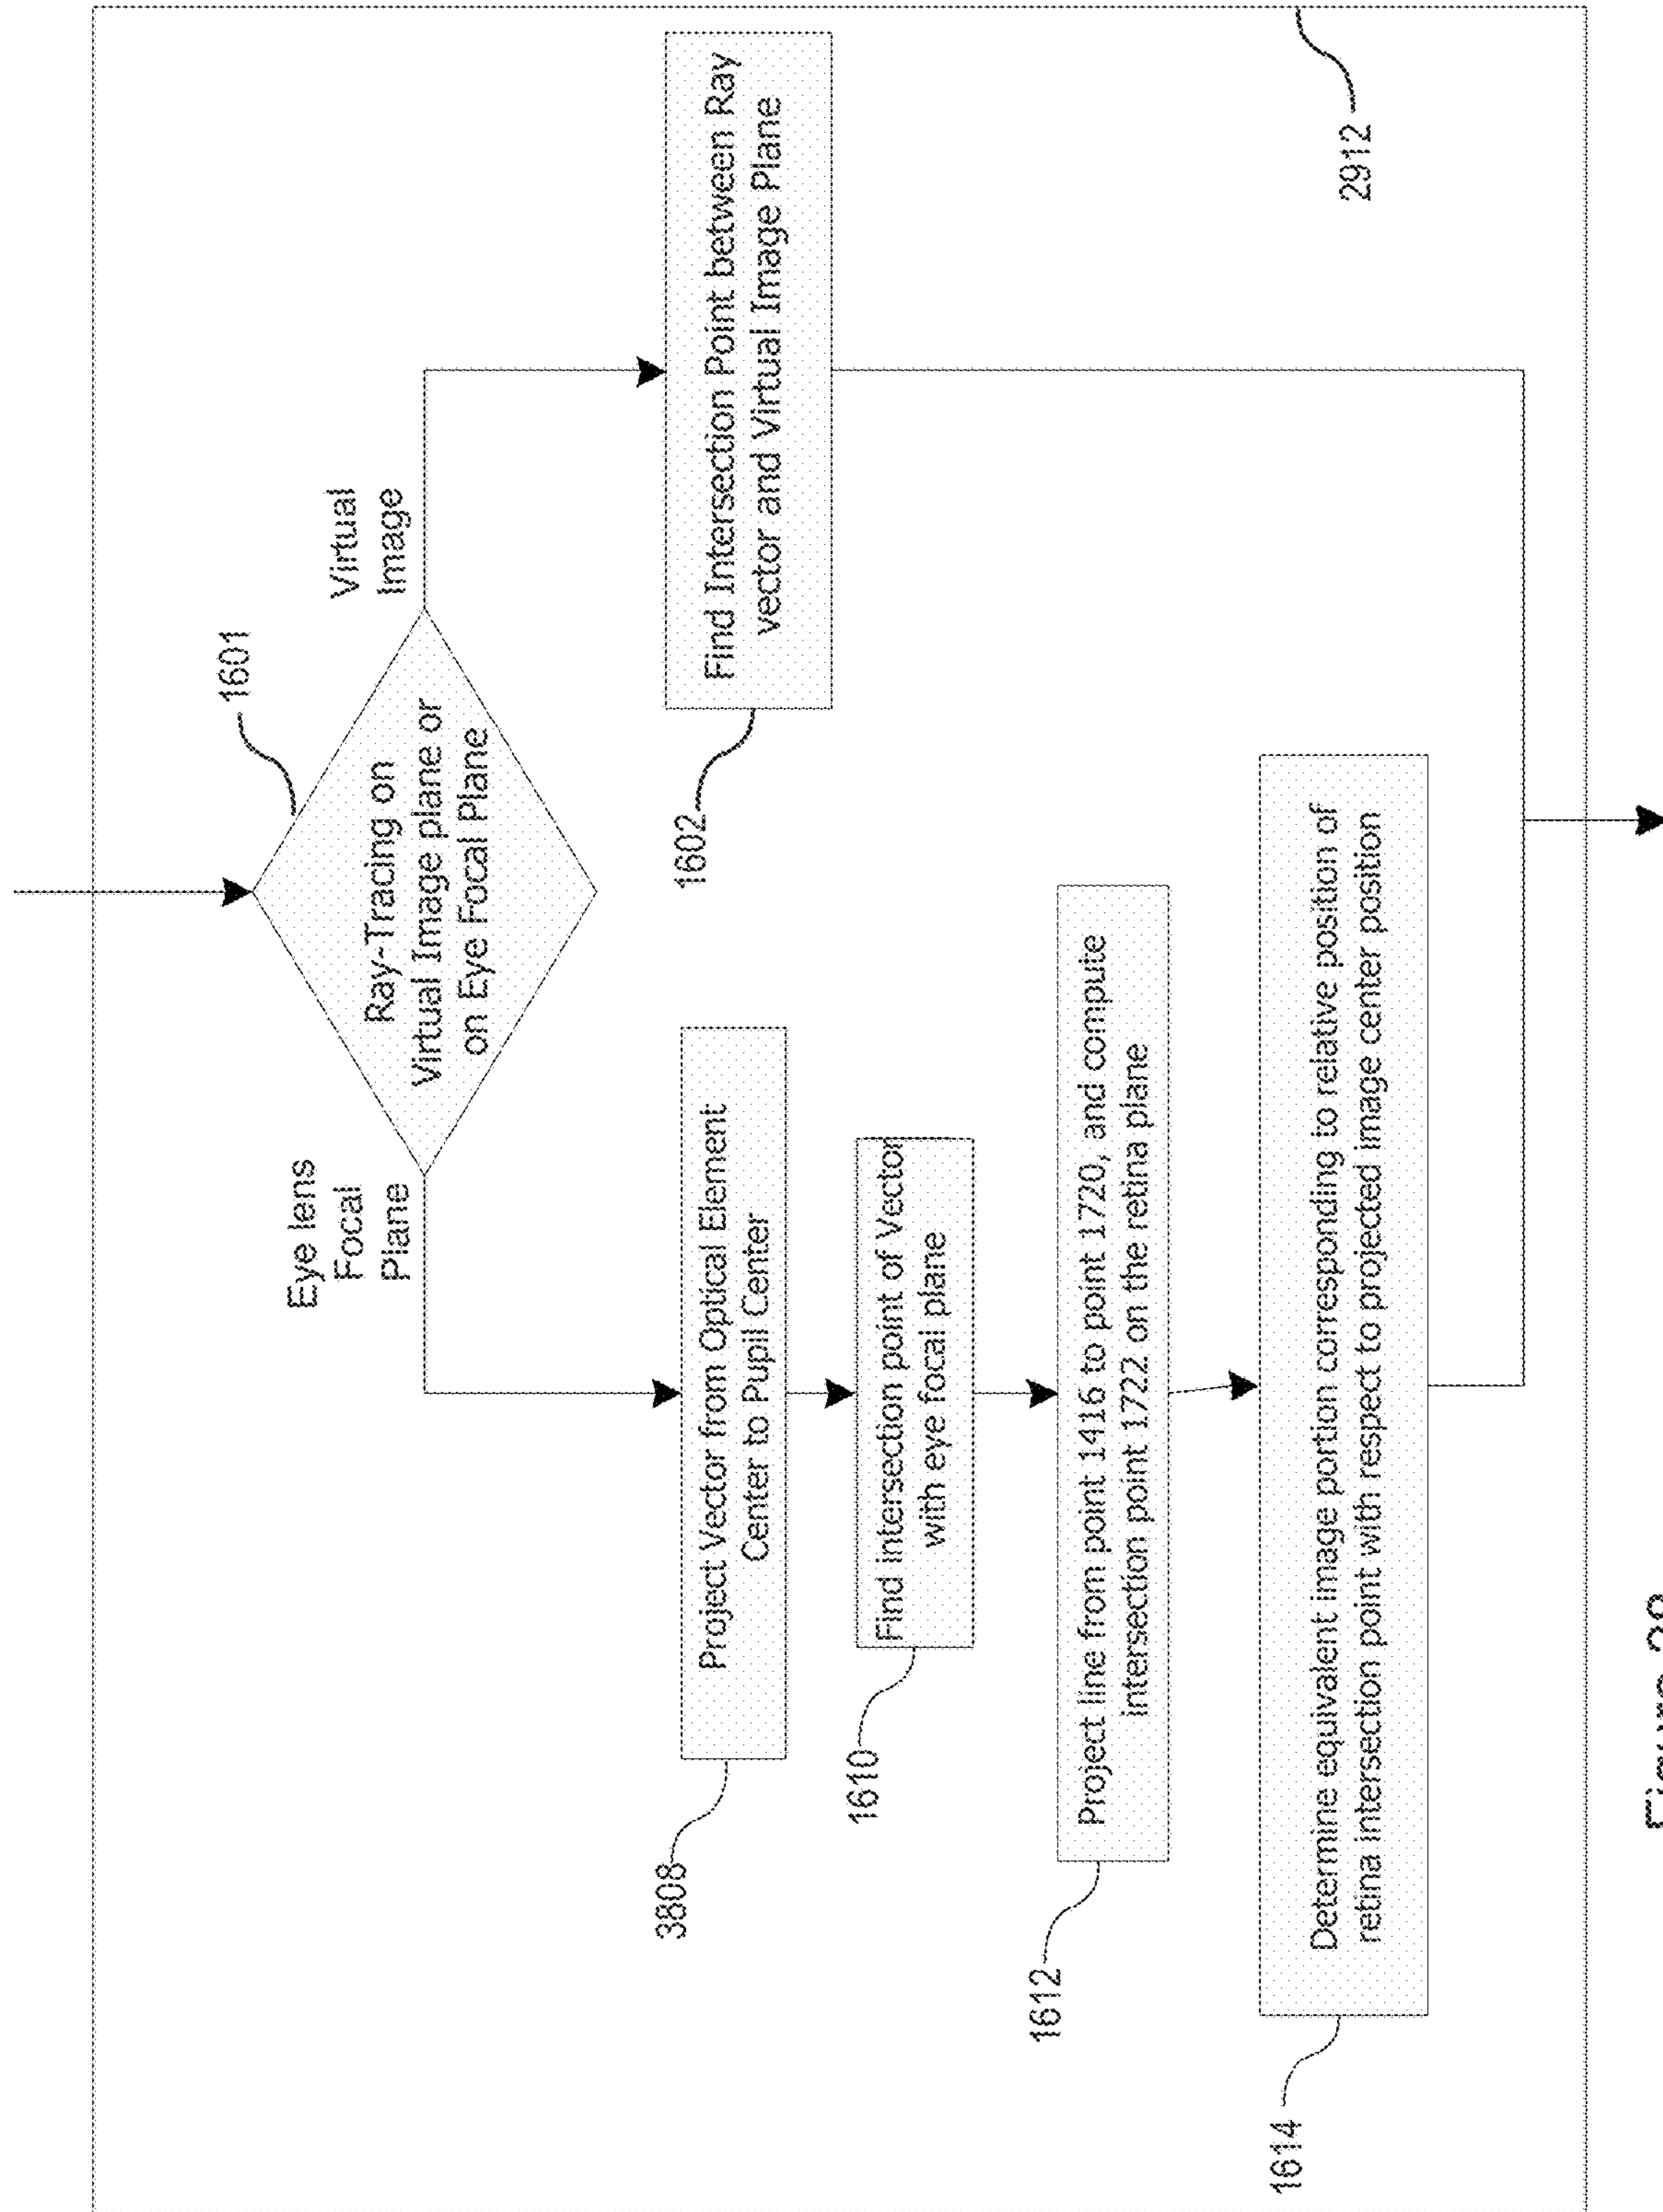 1601
Ray-Tracing on
Virtual Image plane or
on Eye Focal Plane
Eye lens
Focal
Plane
Virtual
Image
3808
Project Vector from Optical Element
Center to Pupil Center
1602
Find Intersection Point between Ray
vector and Virtual Image Plane
1610
Find intersection point of Vector
with eye focal plane
1612
Project line from point 1416 to point 1720, and compute
intersection point 1722 on the retina plane
1614
Determine equivalent image portion corresponding to relative position of
retina intersection point with respect to projected image center position
2912
Figure